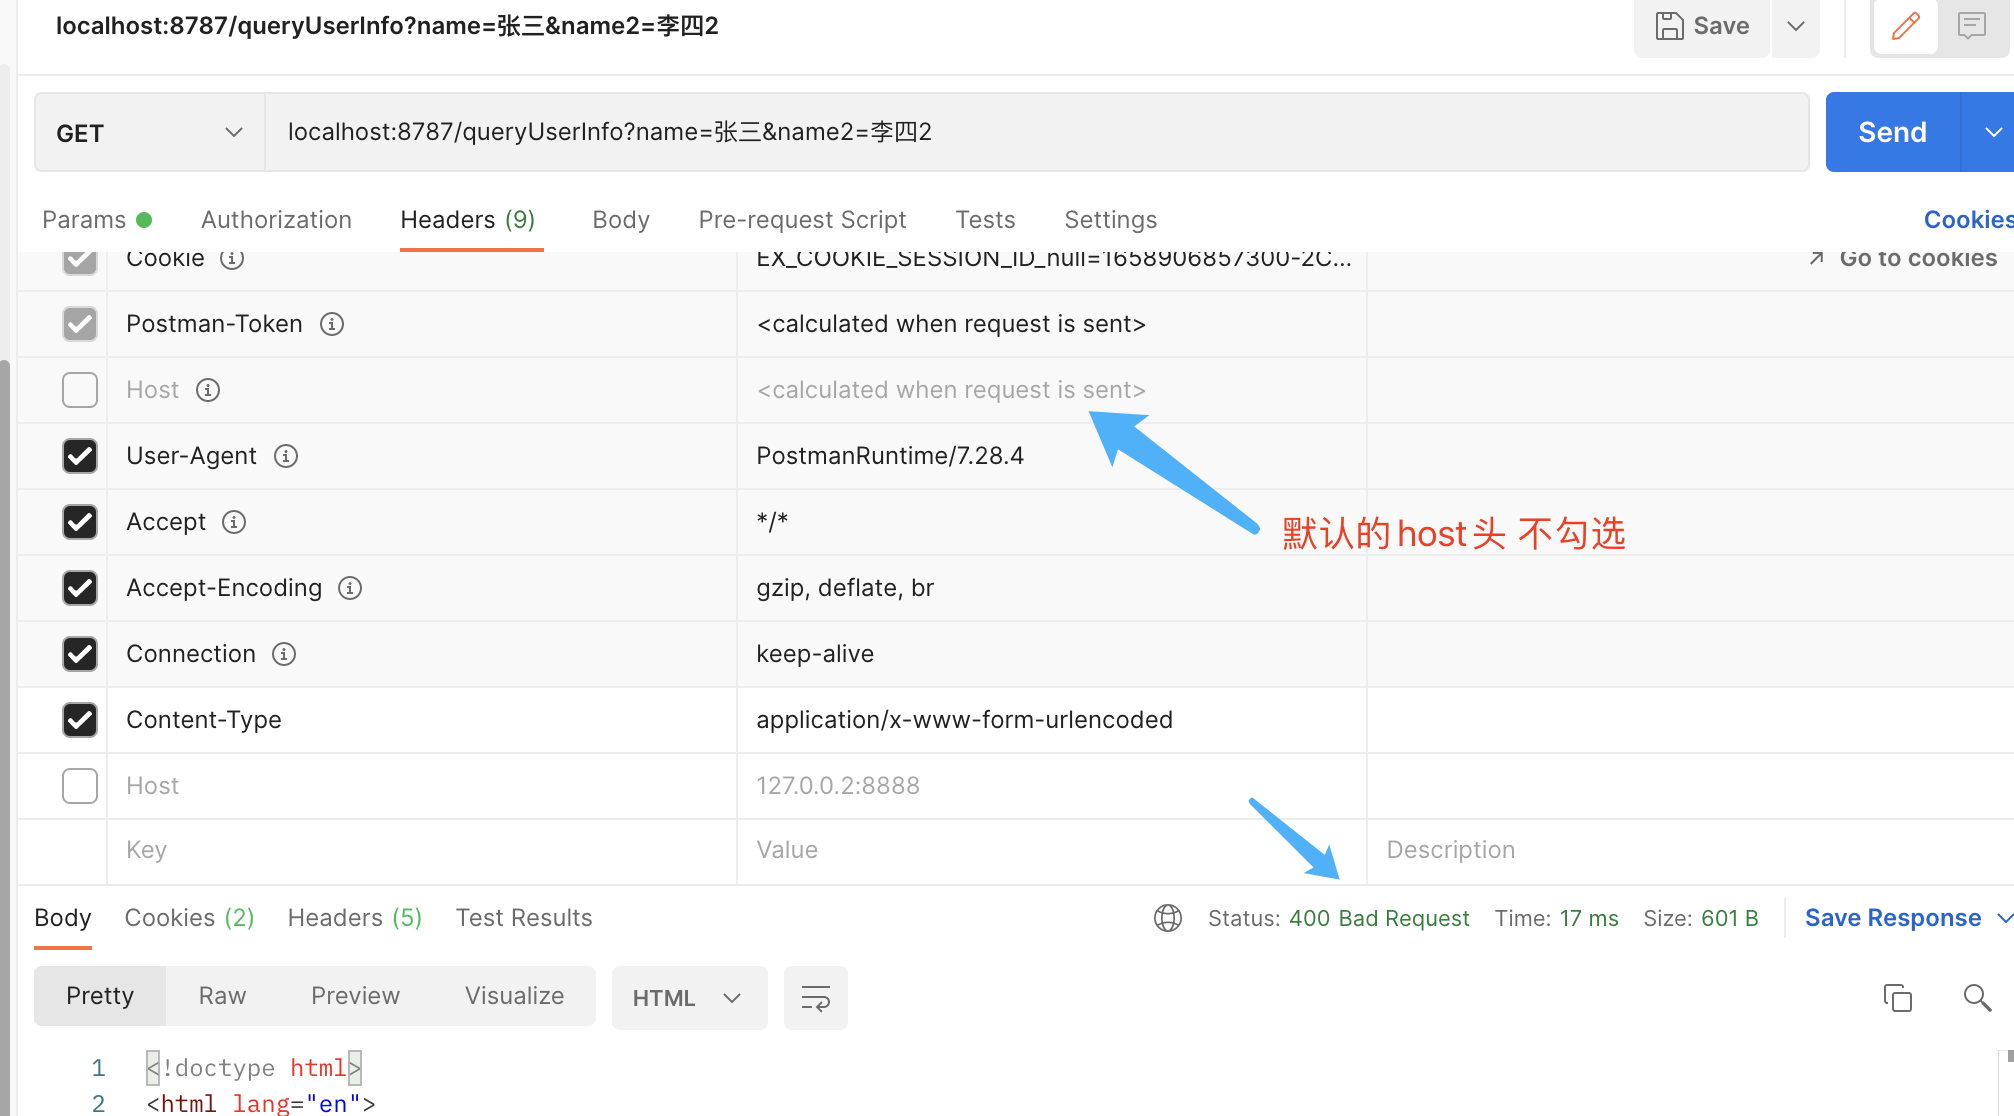 localhost:8787/queryUserInfo?name=张三&name2=李四2
Save
GET
localhost:8787/queryUserInfo?name=张三&name2=李四2
Send
Params Authorization Headers (9) Body Pre-request Script Tests Settings Cookies
Cookie EX_COOKIE_SESSION_ID_null=1658906857300-2C... Go to cookies
Postman-Token <calculated when request is sent>
Host <calculated when request is sent>
User-Agent PostmanRuntime/7.28.4
Accept */*
默认的host头 不勾选
Accept-Encoding gzip, deflate, br
Connection keep-alive
Content-Type application/x-www-form-urlencoded
Host 127.0.0.2:8888
Key Value Description
Body Cookies (2) Headers (5) Test Results Status: 400 Bad Request Time: 17 ms Size: 601 B Save Response
Pretty Raw Preview Visualize HTML
1 <!doctype html>
2 <html lang="en">